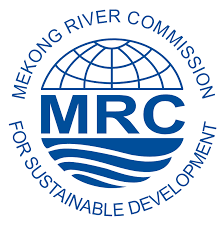 MEKONG RIVER COMMISSION
MRC
FOR SUSTAINABLE DEVELOPMENT